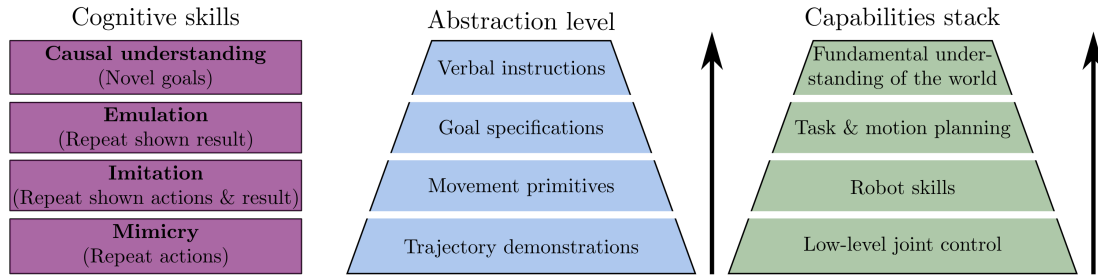 Cognitive skills
Causal understanding
(Novel goals)
Emulation
(Repeat shown result)
Imitation
(Repeat shown actions & result)
Mimicry
(Repeat actions)
Abstraction level
Verbal instructions
Goal specifications
Movement primitives
Trajectory demonstrations
Capabilities stack
Fundamental under-
standing of the world
Task & motion planning
Robot skills
Low-level joint control